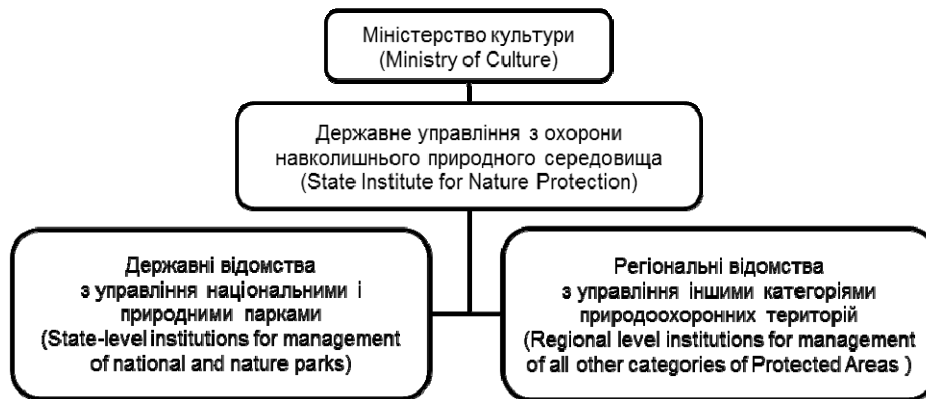 Міністерство культури
(Ministry of Culture)
Державне управління з охорони
навколишнього природного середовища
(State Institute for Nature Protection)
Державні відомства
з управління національними і
природними парками
(State-level institutions for management
of national and nature parks)
Регіональні відомства
з управління іншими категоріями
природоохоронних територій
(Regional level institutions for management
of all other categories of Protected Areas )